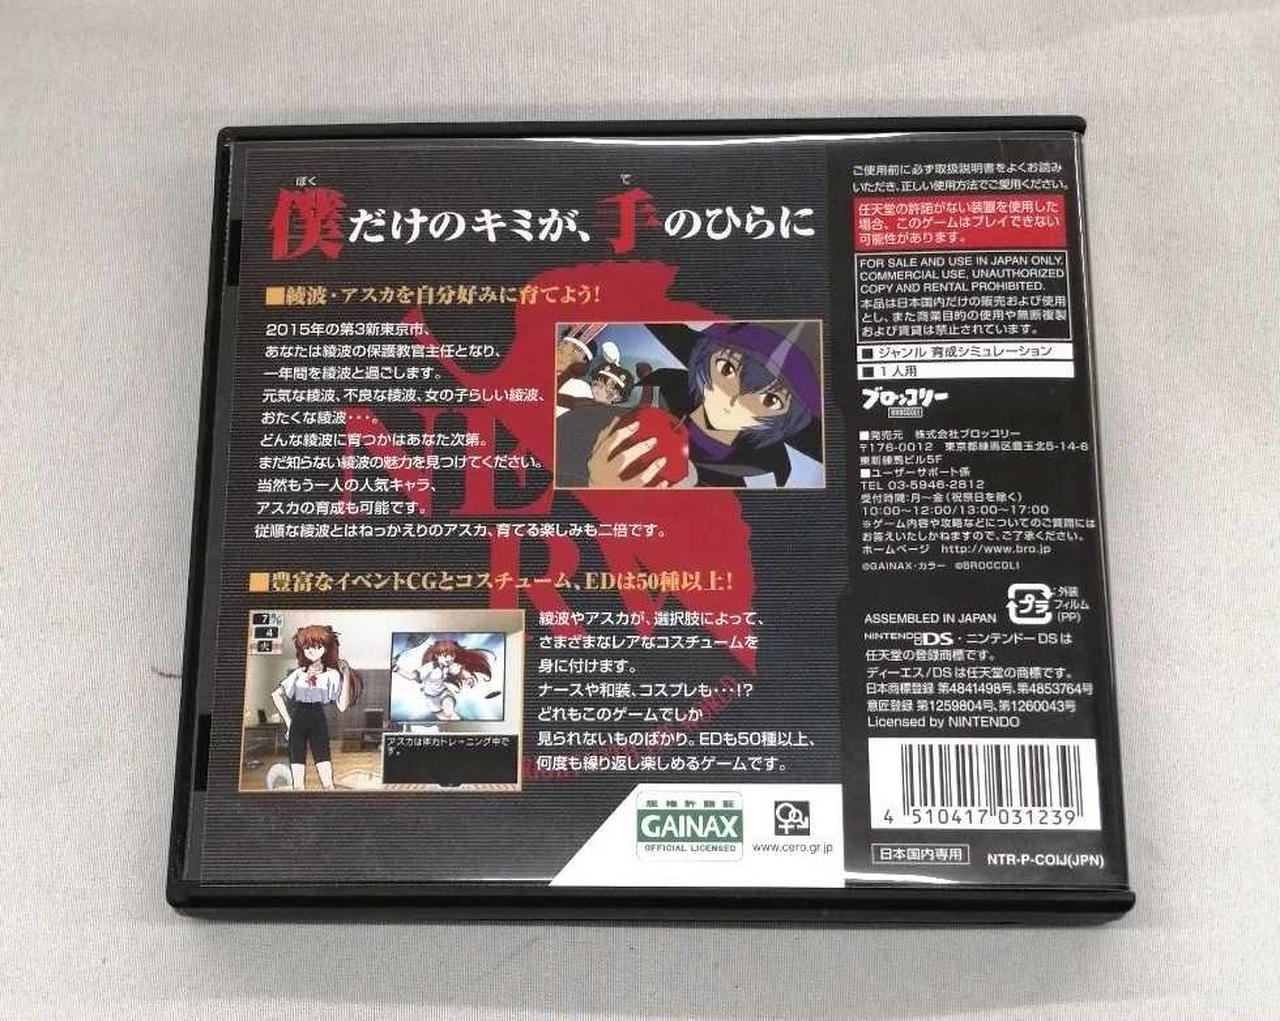 ぼく て
僕だけのキミが、手のひらに
■綾波・アスカを自分好みに育てよう!
2015年の第3新東京市、
あなたは綾波の保護教官主任となり、
一年間を綾波と過ごします。
元気な綾波、不良な綾波、女の子らしい綾波、
おたくな綾波・・・。
どんな綾波に育つかはあなた次第。
まだ知らない綾波の魅力を見つけてください。
当然もう一人の人気キャラ、
アスカの育成も可能です。
従順な綾波とはねっかえりのアスカ、育てる楽しみも二倍です。
NER
■豊富なイベントCGとコスチューム、EDは50種以上!
7
4
火
アスカは体力トレーニング中で
す。
綾波やアスカが、選択肢によって、
さまざまなレアなコスチュームを
身に付けます。
ナースや和装、コスプレも・・・!?
どれもこのゲームでしか
見られないものばかり。EDも50種以上、
何度も繰り返し楽しめるゲームです。
版権許諾証
GAINAX
OFFICIAL LICENSED
www.cero.gr.jp
ご使用前に必ず取扱説明書をよくお読み
いただき、正しい使用方法でご愛用ください。
任天堂の許諾がない装置を使用した
場合、このゲームはプレイできない
可能性があります。
FOR SALE AND USE IN JAPAN ONLY.
COMMERCIAL USE, UNAUTHORIZED
COPY AND RENTAL PROHIBITED.
本品は日本国内だけの販売および使用
とし、また商業目的の使用や無断複製
および賃貸は禁止されています。
■ ジャンル 育成シミュレーション
■ 1人用
ブロッコリー
BROCCOLI
■発売元 株式会社ブロッコリー
〒176-0012 東京都練馬区豊玉北5-14-6
東新練馬ビル5F
■ユーザーサポート係
TEL 03-5946-2812
受付時間:月〜金(祝祭日を除く)
10:00〜12:00/13:00〜17:00
※ゲーム内容や攻略などについてのご質問には
お答えいたしかねますので、ご了承ください。
ホームページ http://www.bro.jp
©GAINAX・カラー ©BROCCOLI
プラ
:外装
フィルム
(PP)
ASSEMBLED IN JAPAN
NINTENDO DS・ニンテンドーDSは
任天堂の登録商標です。
ディーエス/DSは任天堂の商標です。
日本商標登録 第4841498号、第4853764号
意匠登録 第1259804号、第1260043号
Licensed by NINTENDO
4 510417 031239
日本国内専用
NTR-P-COIJ(JPN)